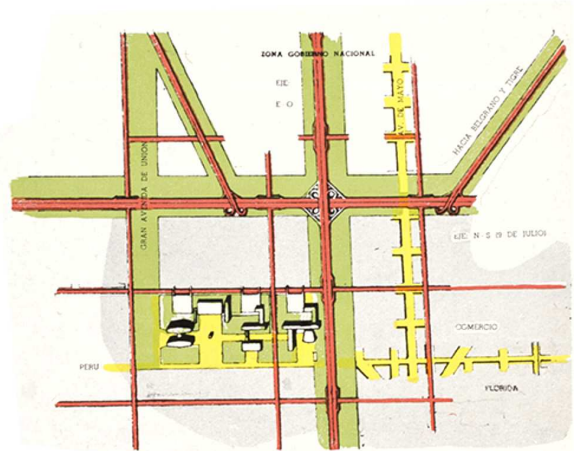 ZONA GOBIERNO NACIONAL
EJE
E O
AV. DE MAYO
HACIA BELGRANO Y TIGRE
GRAN AVENIDA DE UNION
EJE N-S (9 DE JULIO)
COMERCIO
PERU
FLORIDA